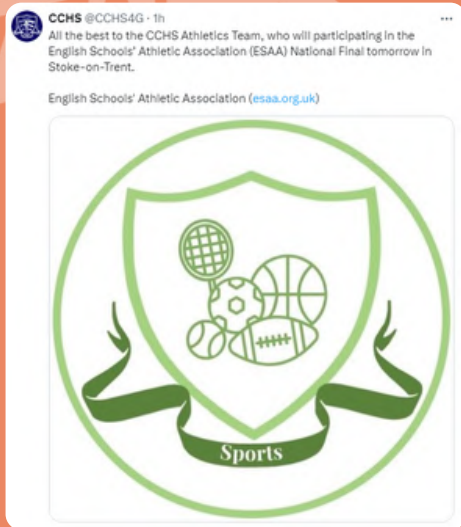 CCHS @CCHS4G · 1h
All the best to the CCHS Athletics Team, who will participating in the
English Schools' Athletic Association (ESAA) National Final tomorrow in
Stoke-on-Trent.
English Schools' Athletic Association (esaa.org.uk)
Sports